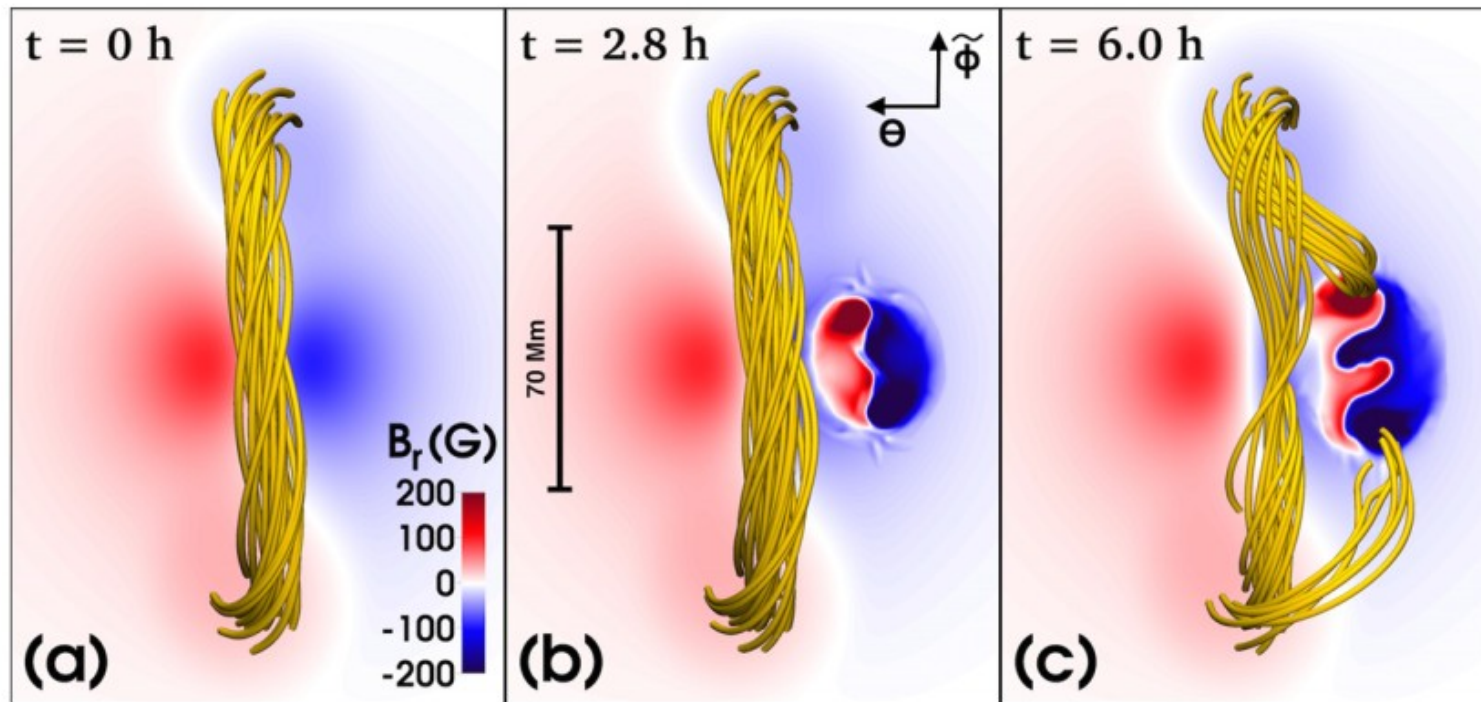 t = 0 h
B_r (G)
200
100
0
-100
-200
(a)
t = 2.8 h
φ̃
Θ
70 Mm
(b)
t = 6.0 h
(c)